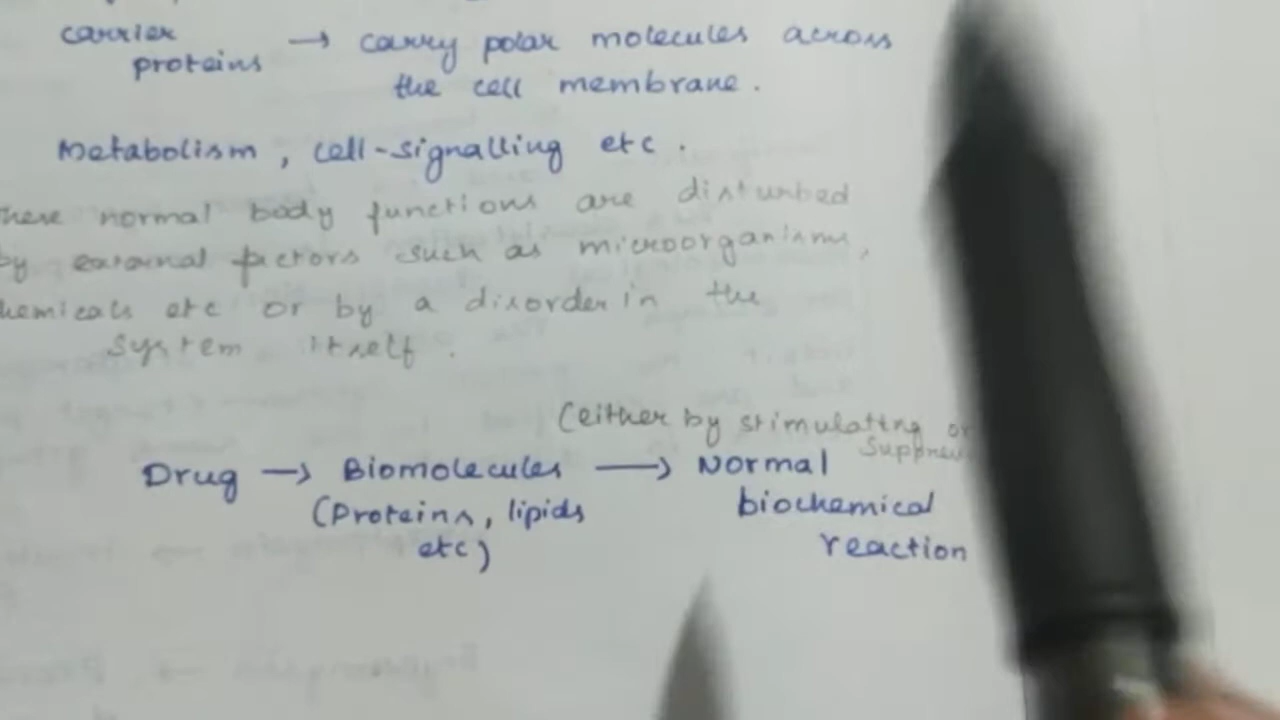 carrier
proteins → carry polar molecules across
the cell membrane.
Metabolism, cell-signalling etc.
normal body functions are disturbed
by external factors such as microorganisms,
etc or by a disorder in the
system itself.
(either by stimulating or
Drug → Biomolecules → Normal
(Proteins, lipids biochemical
etc) reaction